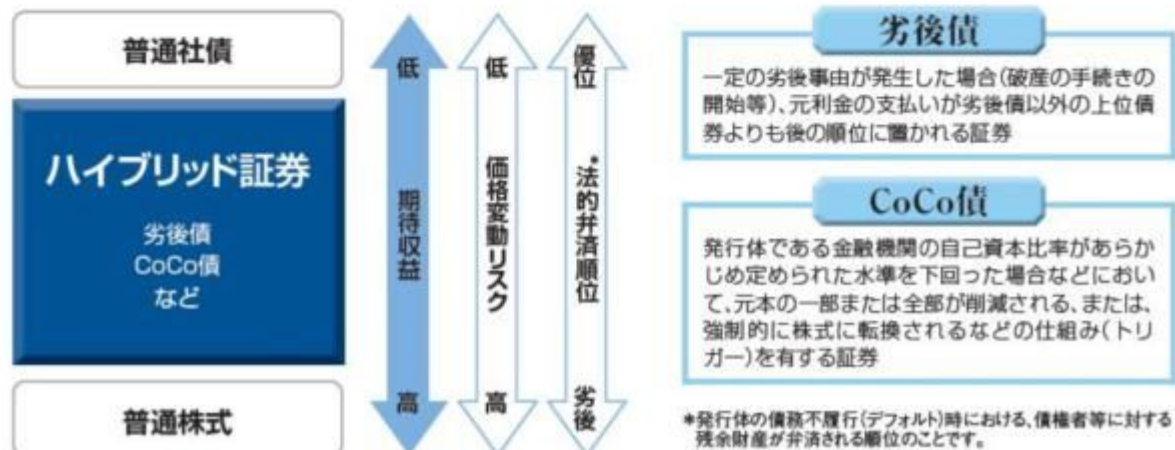 普通社債
ハイブリッド証券
劣後債
CoCo債
など
普通株式
低
期待収益
高
低
価格変動リスク
高
優位
*法的弁済順位
劣後
劣後債
一定の劣後事由が発生した場合(破産の手続きの
開始等)、元利金の支払いが劣後債以外の上位債
券よりも後の順位に置かれる証券
CoCo債
発行体である金融機関の自己資本比率があらか
じめ定められた水準を下回った場合などにおい
て、元本の一部または全部が削減される、または、
強制的に株式に転換されるなどの仕組み(トリ
ガー)を有する証券
*発行体の債務不履行(デフォルト)時における、債権者等に対する
残余財産が弁済される順位のことです。